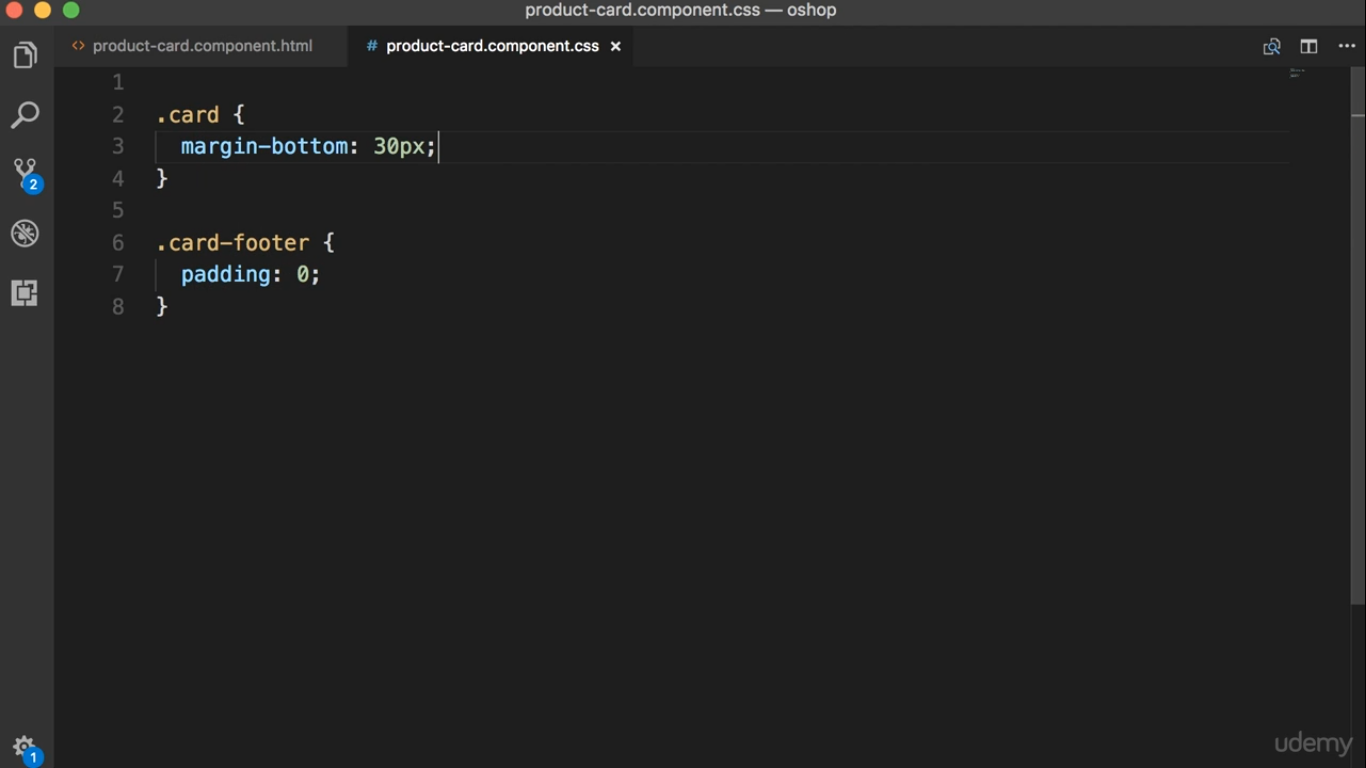 product-card.component.css — oshop
<> product-card.component.html # product-card.component.css ×
1
2 .card {
3 margin-bottom: 30px;
4 }
5
6 .card-footer {
7 padding: 0;
8 }
2
1
udemy